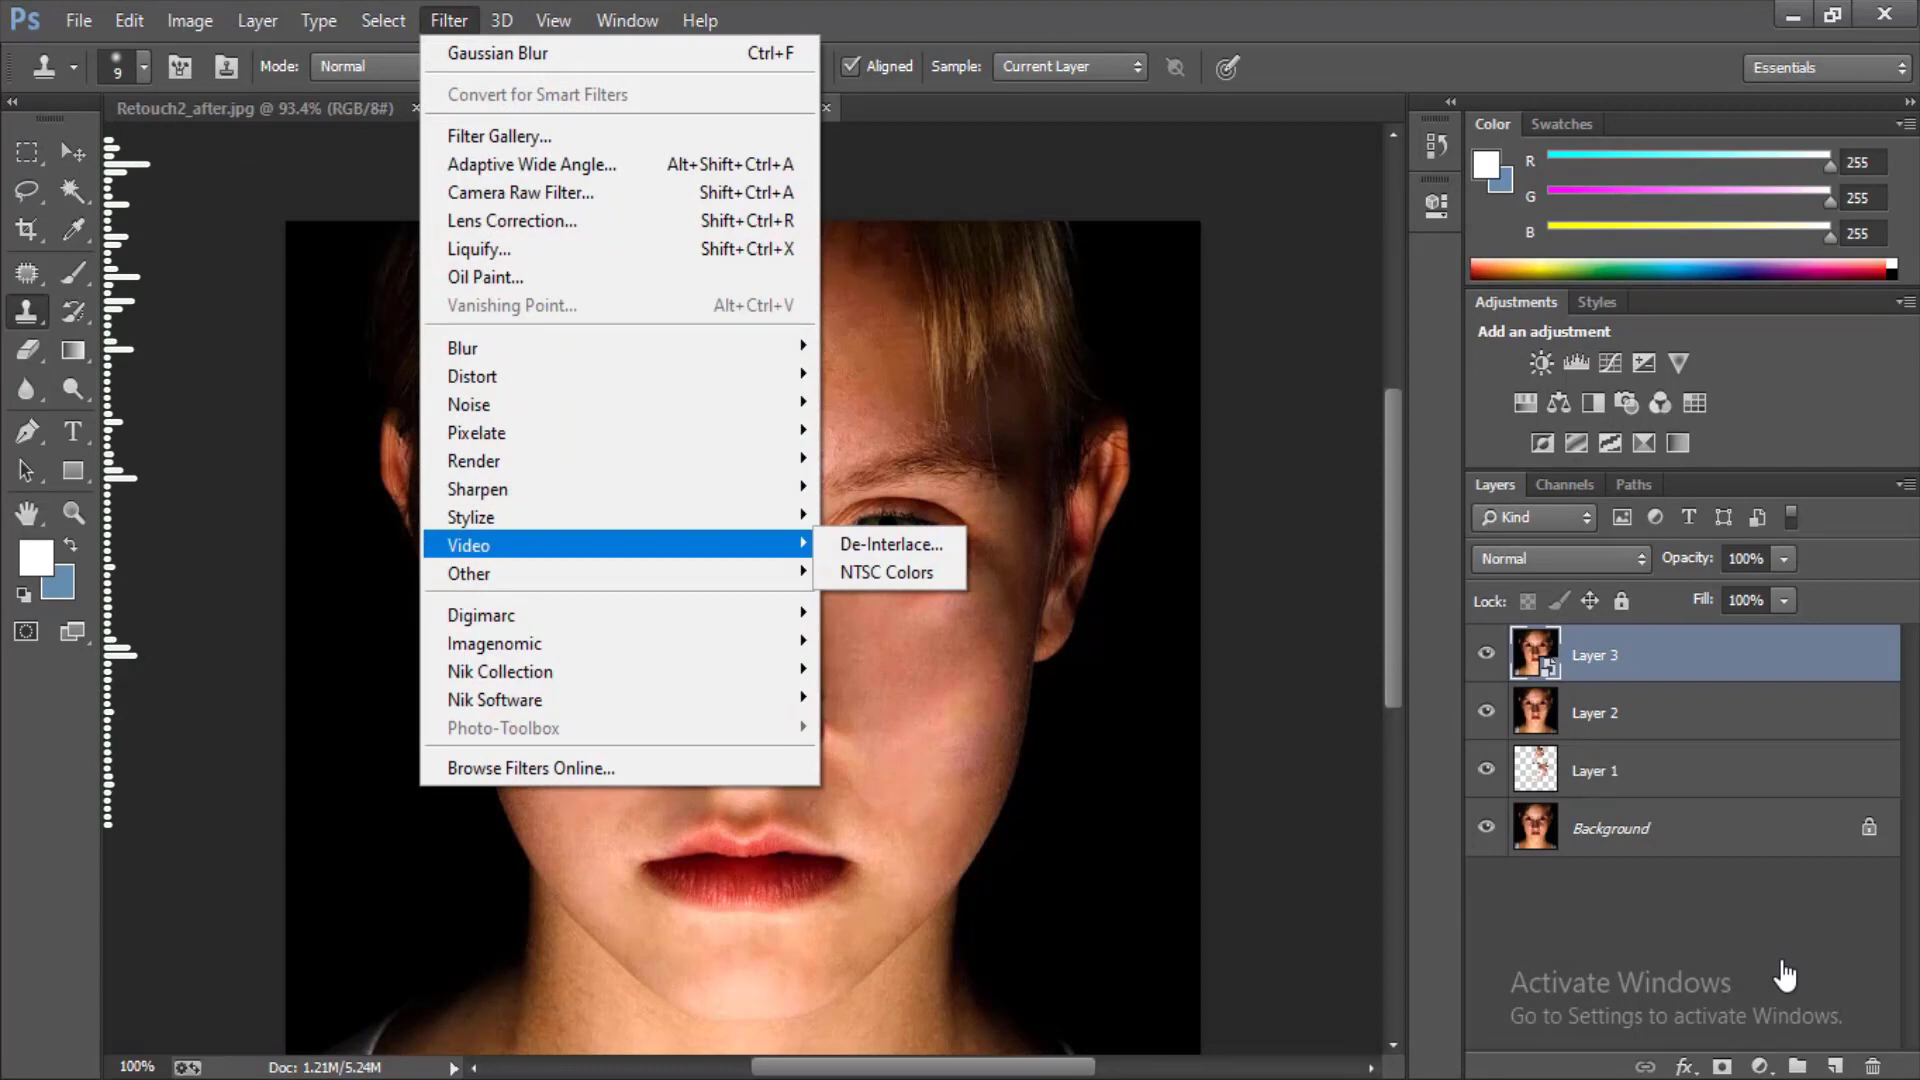 Ps File Edit Image Layer Type Select Filter 3D View Window Help
9 Mode: Normal Aligned Sample: Current Layer Essentials
Retouch2_after.jpg @ 93.4% (RGB/8#)
Gaussian Blur Ctrl+F
Convert for Smart Filters
Filter Gallery...
Adaptive Wide Angle... Alt+Shift+Ctrl+A
Camera Raw Filter... Shift+Ctrl+A
Lens Correction... Shift+Ctrl+R
Liquify... Shift+Ctrl+X
Oil Paint...
Vanishing Point... Alt+Ctrl+V
Blur
Distort
Noise
Pixelate
Render
Sharpen
Stylize
Video
Other
De-Interlace...
NTSC Colors
Digimarc
Imagenomic
Nik Collection
Nik Software
Photo-Toolbox
Browse Filters Online...
Color Swatches
R 255
G 255
B 255
Adjustments Styles
Add an adjustment
Layers Channels Paths
Kind
Normal Opacity: 100%
Lock: Fill: 100%
Layer 3
Layer 2
Layer 1
Background
Activate Windows
Go to Settings to activate Windows.
100% Doc: 1.21M/5.24M
fx